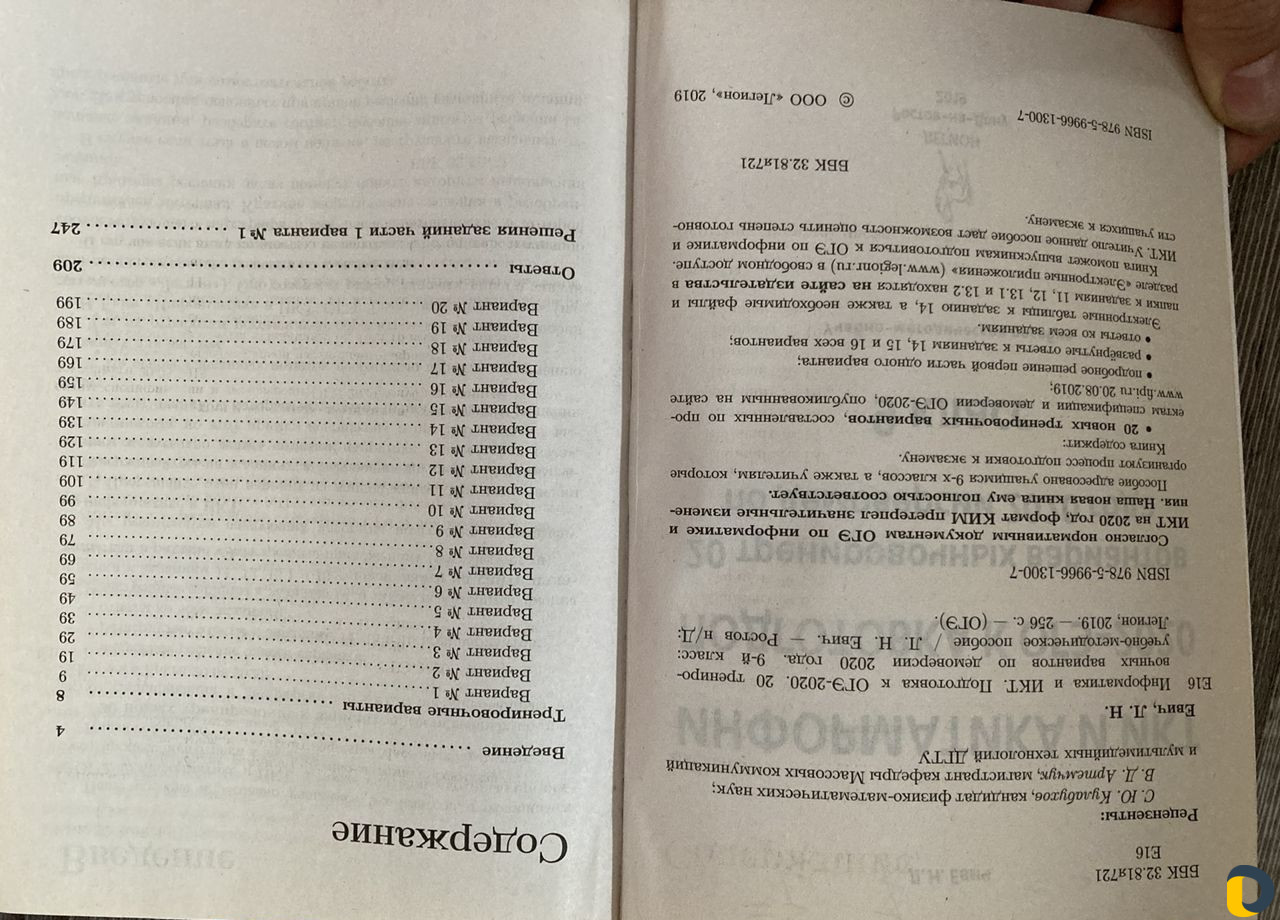 ББК 32.81я721
Е16
Рецензенты:
С. Ю. Кулабухов, кандидат физико-математических наук;
В. Д. Артемчук, магистрант кафедры Массовых коммуникаций
и мультимедийных технологий ДГТУ
Евич, Л. Н.
Е16 Информатика и ИКТ. Подготовка к ОГЭ-2020. 20 трениро-
вочных вариантов по демоверсии 2020 года. 9-й класс:
учебно-методическое пособие / Л. Н. Евич. — Ростов н/Д:
Легион, 2019. — 256 с. — (ОГЭ).
ISBN 978-5-9966-1300-7
Согласно нормативным документам ОГЭ по информатике и
ИКТ на 2020 год, формат КИМ претерпел значительные измене-
ния. Наша новая книга ему полностью соответствует.
Пособие адресовано учащимся 9-х классов, а также учителям, которые
организуют процесс подготовки к экзамену.
Книга содержит:
• 20 новых тренировочных вариантов, составленных по про-
ектам спецификации и демоверсии ОГЭ-2020, опубликованным на сайте
www.fipi.ru 20.08.2019;
• подробное решение первой части одного варианта;
• развёрнутые ответы к заданиям 14, 15 и 16 всех вариантов;
• ответы ко всем заданиям.
Электронные таблицы к заданию 14, а также необходимые файлы и
папки к заданиям 11, 12, 13.1 и 13.2 находятся на сайте издательства в
разделе «Электронные приложения» (www.legionr.ru) в свободном доступе.
Книга поможет выпускникам подготовиться к ОГЭ по информатике и
ИКТ. Учителю данное пособие даст возможность оценить степень готовно-
сти учащихся к экзамену.
ББК 32.81я721
ISBN 978-5-9966-1300-7
© ООО «Легион», 2019
Содержание
Введение ........ 4
Тренировочные варианты ........ 8
Вариант № 1 ........ 9
Вариант № 2 ........ 19
Вариант № 3 ........ 29
Вариант № 4 ........ 39
Вариант № 5 ........ 49
Вариант № 6 ........ 59
Вариант № 7 ........ 69
Вариант № 8 ........ 79
Вариант № 9 ........ 89
Вариант № 10 ........ 99
Вариант № 11 ........ 109
Вариант № 12 ........ 119
Вариант № 13 ........ 129
Вариант № 14 ........ 139
Вариант № 15 ........ 149
Вариант № 16 ........ 159
Вариант № 17 ........ 169
Вариант № 18 ........ 179
Вариант № 19 ........ 189
Вариант № 20 ........ 199
Ответы ........ 209
Решения заданий части 1 варианта № 1 ........ 247